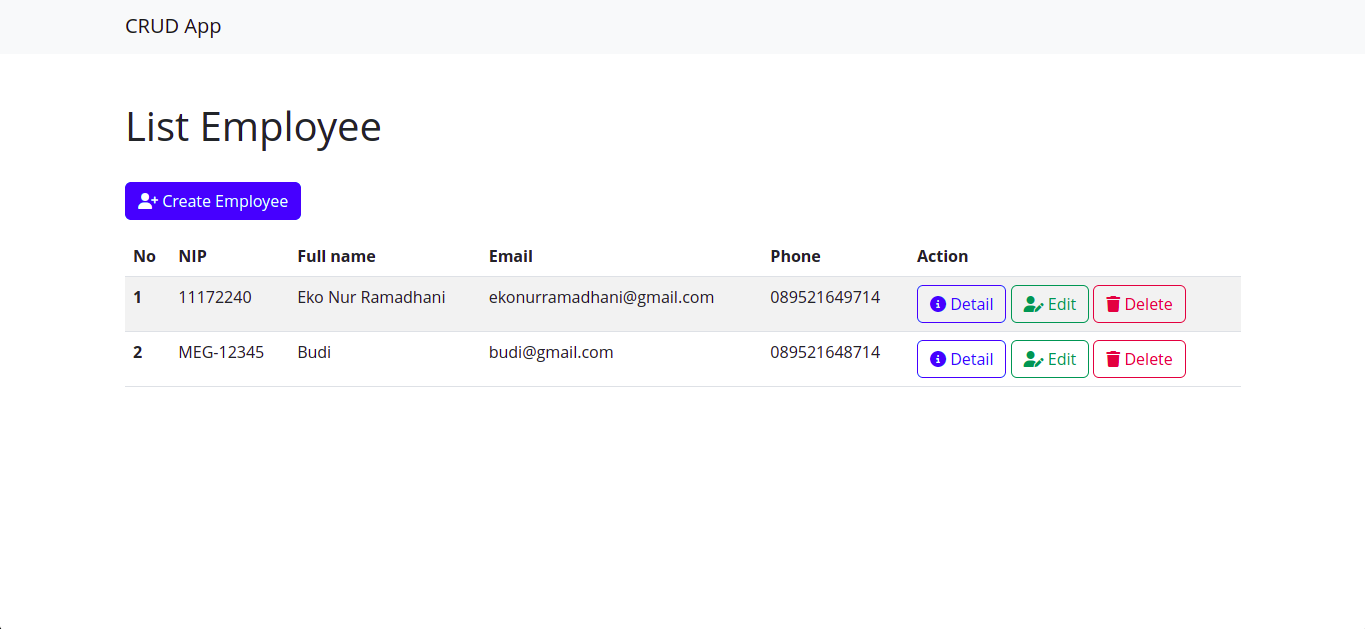 CRUD App
List Employee
Create Employee
No NIP Full name Email Phone Action
1 11172240 Eko Nur Ramadhani ekonurramadhani@gmail.com 089521649714 Detail Edit Delete
2 MEG-12345 Budi budi@gmail.com 089521648714 Detail Edit Delete